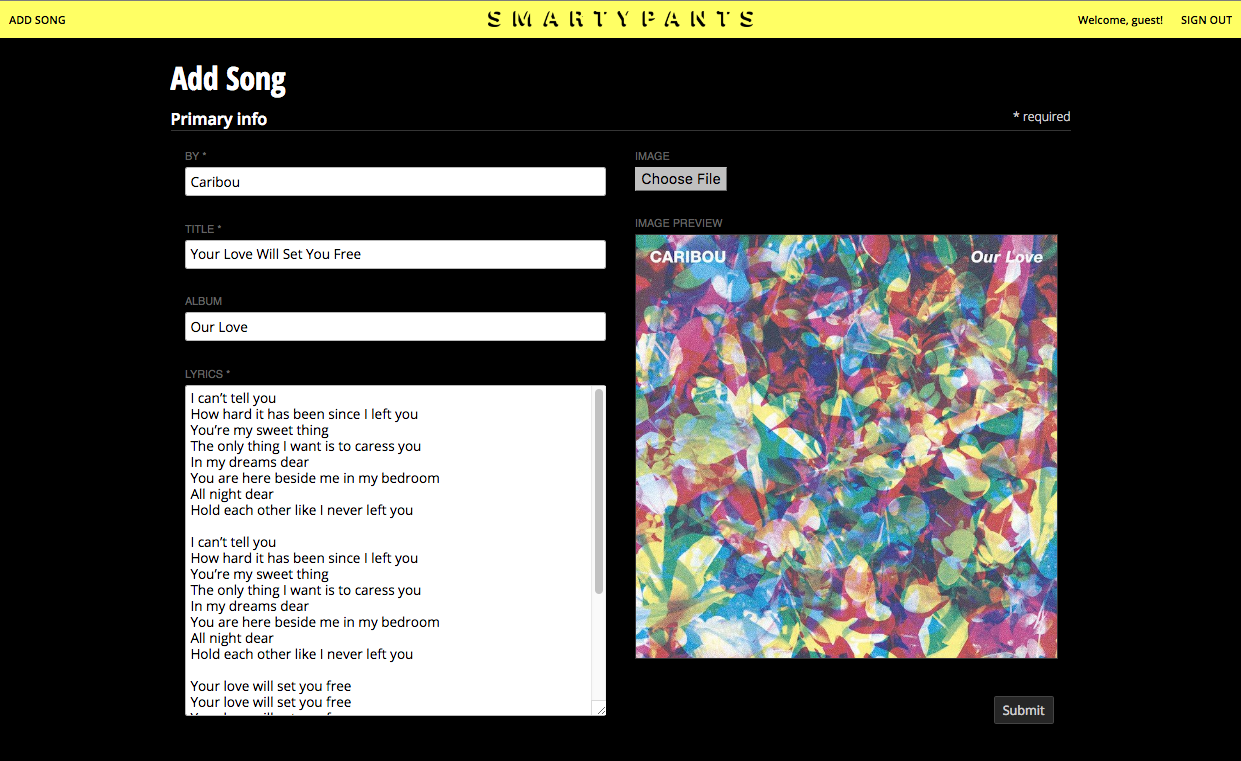 ADD SONG
SMARTYPANTS
Welcome, guest!
SIGN OUT
Add Song
Primary info
* required
BY *
Caribou
TITLE *
Your Love Will Set You Free
ALBUM
Our Love
LYRICS *
I can’t tell you
How hard it has been since I left you
You’re my sweet thing
The only thing I want is to caress you
In my dreams dear
You are here beside me in my bedroom
All night dear
Hold each other like I never left you
I can’t tell you
How hard it has been since I left you
You’re my sweet thing
The only thing I want is to caress you
In my dreams dear
You are here beside me in my bedroom
All night dear
Hold each other like I never left you
Your love will set you free
Your love will set you free
IMAGE
Choose File
IMAGE PREVIEW
CARIBOU
Our Love
Submit